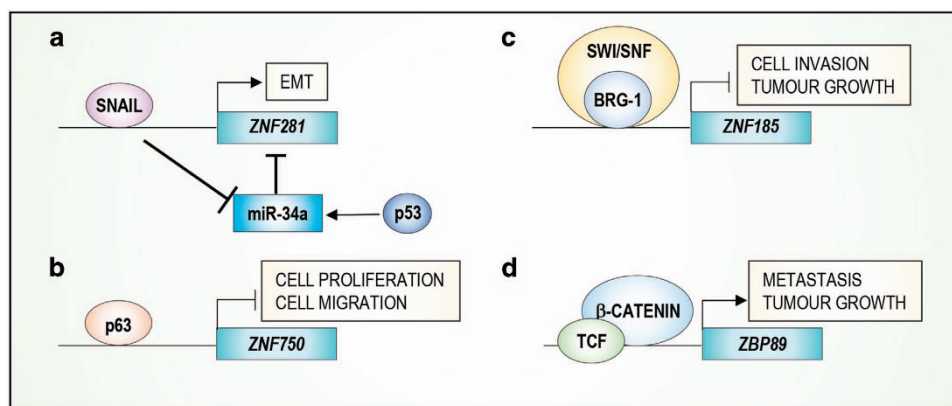 a
SNAIL
EMT
ZNF281
miR-34a
p53
b
p63
CELL PROLIFERATION
CELL MIGRATION
ZNF750
c
SWI/SNF
BRG-1
CELL INVASION
TUMOUR GROWTH
ZNF185
d
β-CATENIN
TCF
METASTASIS
TUMOUR GROWTH
ZBP89